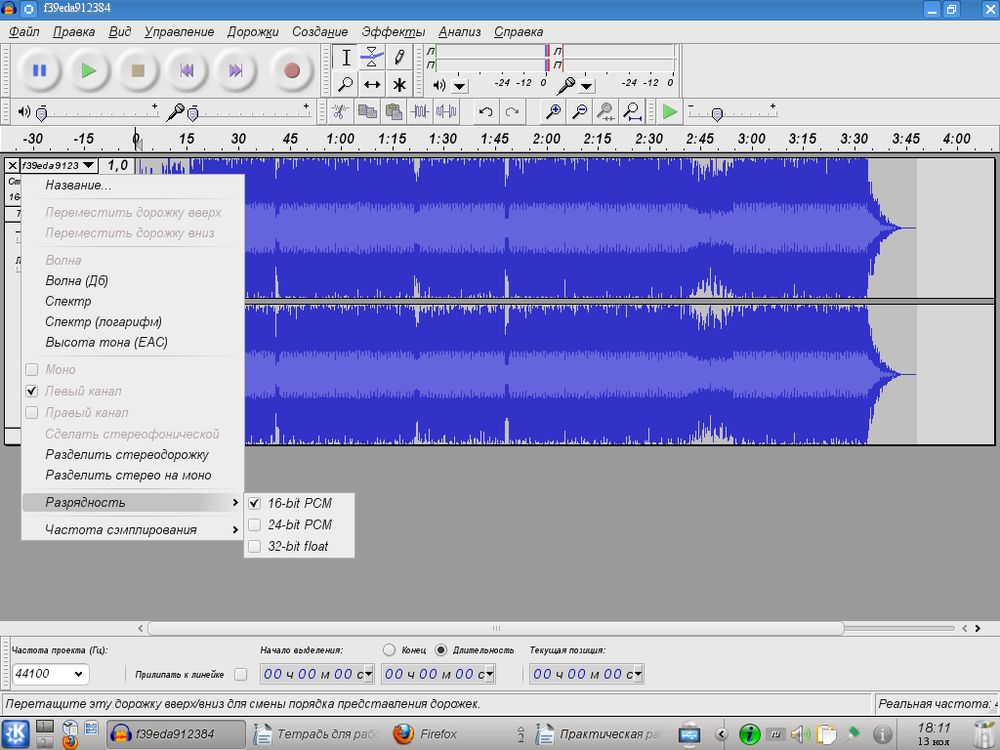 f39eda912384
Файл Правка Вид Управление Дорожки Создание Эффекты Анализ Справка
Л
П
Л
П
-24 -12 0
-24 -12 0
-30 -15 0 15 30 45 1:00 1:15 1:30 1:45 2:00 2:15 2:30 2:45 3:00 3:15 3:30 3:45 4:00
f39eda9123 1,0
Название...
Переместить дорожку вверх
Переместить дорожку вниз
Волна
Волна (Дб)
Спектр
Спектр (логарифм)
Высота тона (EAC)
Моно
Левый канал
Правый канал
Сделать стереофонической
Разделить стереодорожку
Разделить стерео на моно
Разрядность
16-bit PCM
24-bit PCM
32-bit float
Частота сэмплирования
Частота проекта (Гц):
44100
Прилипать к линейке
Начало выделения:
Конец
Длительность
Текущая позиция:
00 ч 00 м 00 с
00 ч 00 м 00 с
00 ч 00 м 00 с
Перетащите эту дорожку вверх/вниз для смены порядка представления дорожек.
Реальная частота:
1
2
f39eda912384
Тетрадь для раб
Firefox
2
Практическая ра
ru
18:11
13 ноя